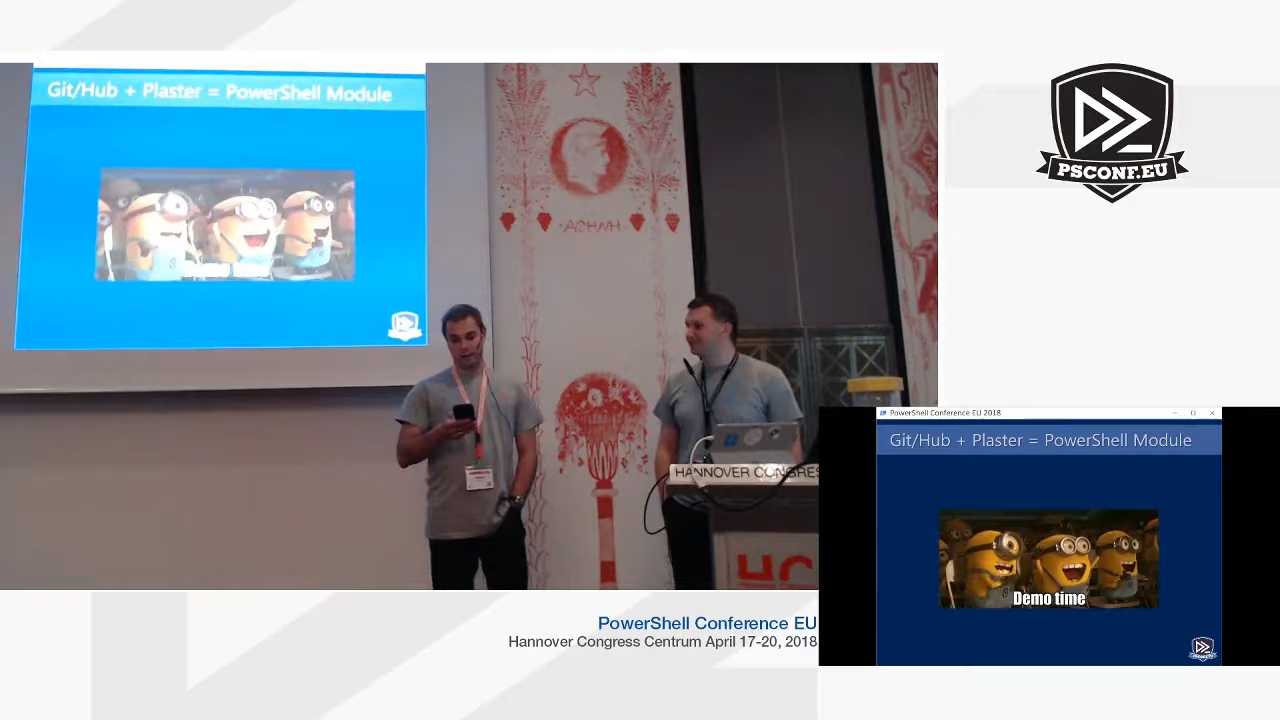 Git/Hub + Plaster = PowerShell Module
PSCONF.EU
HANNOVER CONGRES
HC
PowerShell Conference EU 2018
Git/Hub + Plaster = PowerShell Module
Demo time
PowerShell Conference EU
Hannover Congress Centrum April 17-20, 2018